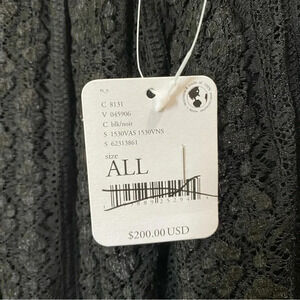 C 8131
V 045906
C blk/noir
S 1530VAS 1530VNS
S 62313861
size
ALL
$200.00 USD